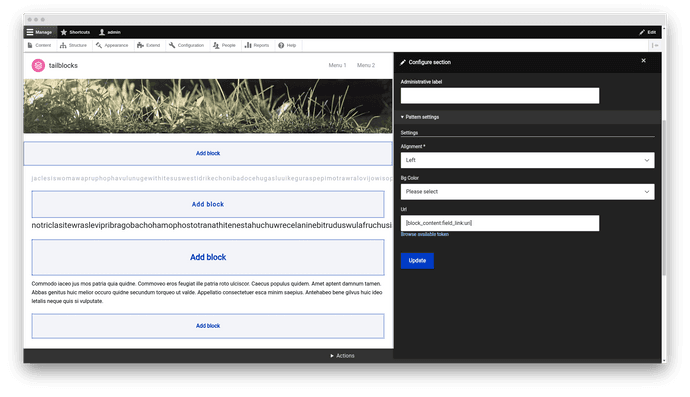 Manage Shortcuts admin Edit
Content Structure Appearance Extend Configuration People Reports Help
tailblocks Menu 1 Menu 2
Add block
Add block
Add block
Commodo iaceo jus mos patria quia quidne. Commoveo eros feugiat ille patria roto ulciscor. Caecus populus quidem. Amet aptent damnum tamen.
Abbas genitus huic melior occuro quidne secundum torqueo ut valde. Appellatio consectetuer esca minim saepius. Antehabeo bene gilvus huic ideo
letalis neque quis si vulputate.
Add block
Actions
Configure section
Administrative label
Pattern settings
Settings
Alignment *
Left
Bg Color
Please select
Url
[block_content:field_link:uri]
Browse available token
Update